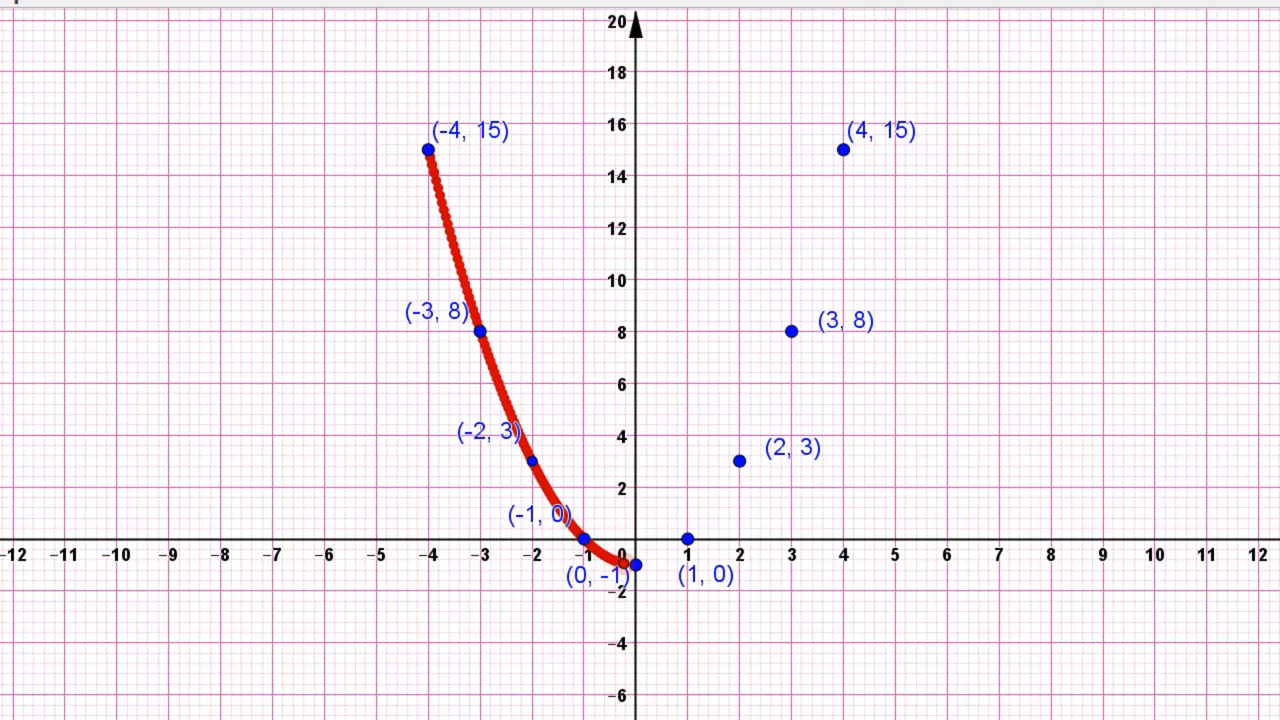 20
18
(-4, 15) (4, 15)
16
14
12
10
(-3, 8) (3, 8)
8
6
(-2, 3) (2, 3)
4
2
(-1, 0)
−12 −11 −10 −9 −8 −7 −6 −5 −4 −3 −2 −1 0 1 2 3 4 5 6 7 8 9 10 11 12
(0, -1) (1, 0)
−2
−4
−6